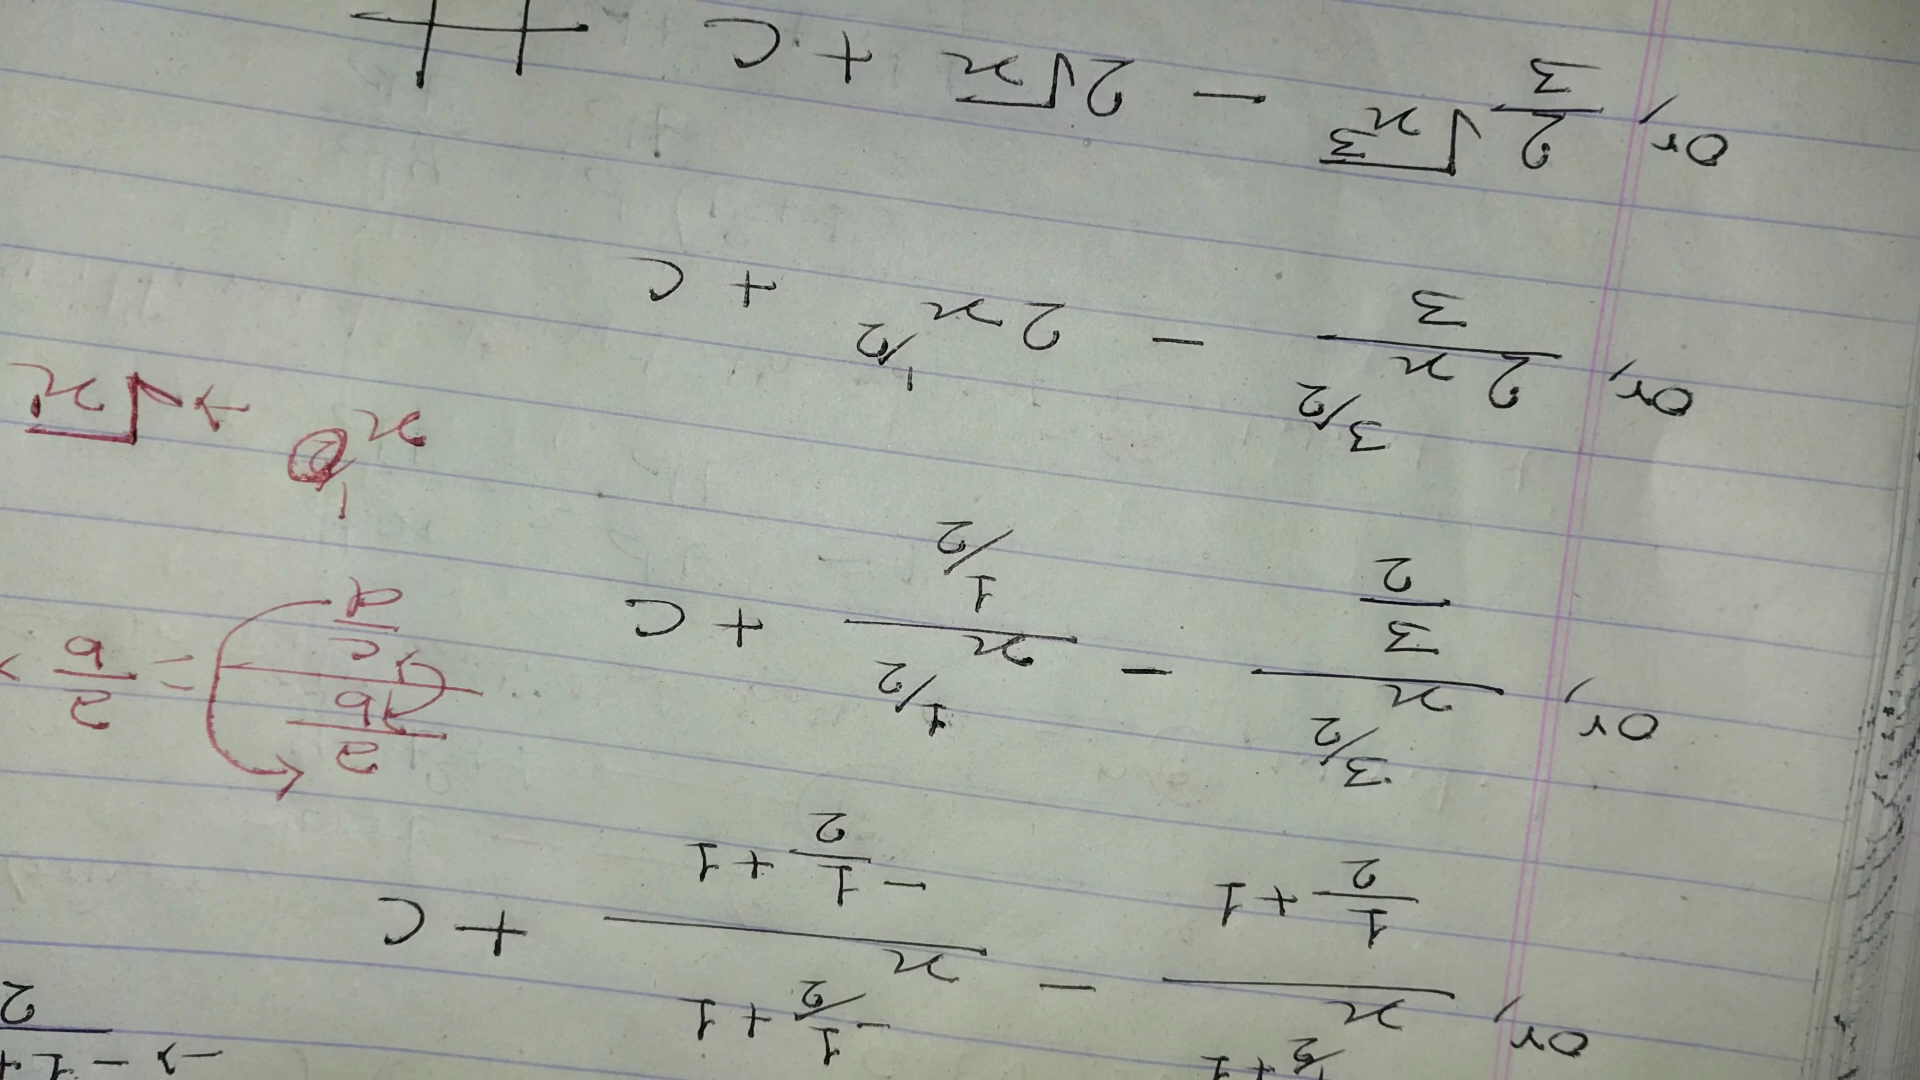 or, x^(1/2+1)/(1/2+1) - x^(-1/2+1)/(-1/2+1) + C
or, x^(3/2)/(3/2) - x^(1/2)/(1/2) + C
(a/b)/(c/d) = a/b ×
or, 2x^(3/2)/3 - 2x^(1/2) + C
x^(1/2) → √x
or, 2/3 √x^3 - 2√x + C